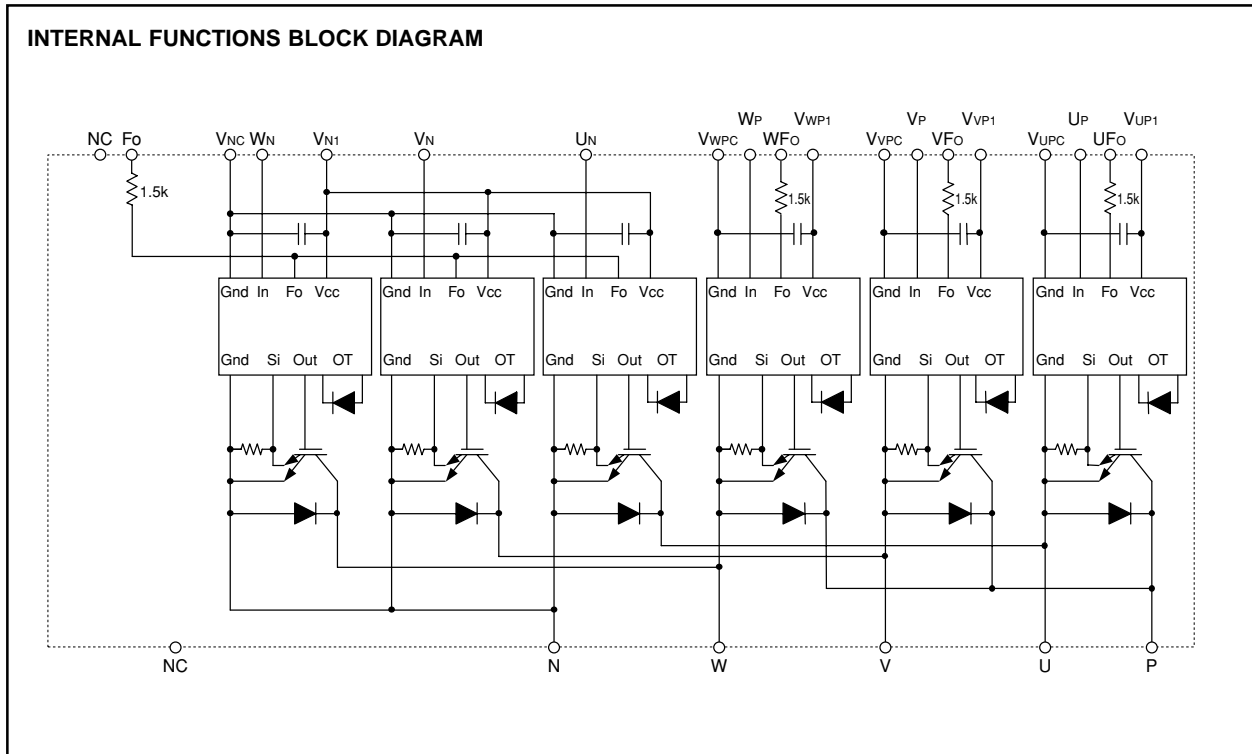 INTERNAL FUNCTIONS BLOCK DIAGRAM
WP VWP1 VP VVP1 UP VUP1
NC FO VNC WN VN1 VN UN VWPC WFO VVPC VFO VUPC UFO
1.5k 1.5k 1.5k 1.5k
Gnd In Fo Vcc Gnd In Fo Vcc Gnd In Fo Vcc Gnd In Fo Vcc Gnd In Fo Vcc Gnd In Fo Vcc
Gnd Si Out OT Gnd Si Out OT Gnd Si Out OT Gnd Si Out OT Gnd Si Out OT Gnd Si Out OT
NC N W V U P